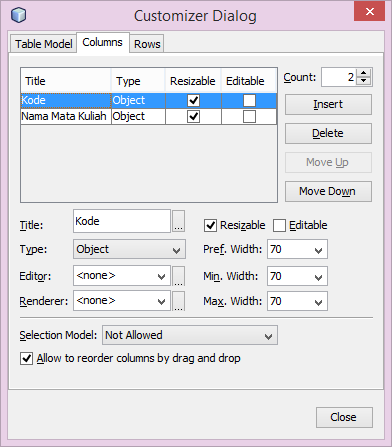 Customizer Dialog
Table Model Columns Rows
Title Type Resizable Editable
Kode Object
Nama Mata Kuliah Object
Count: 2
Insert
Delete
Move Up
Move Down
Title: Kode ...
Resizable Editable
Type: Object
Pref. Width: 70
Editor: <none> ...
Min. Width: 70
Renderer: <none> ...
Max. Width: 70
Selection Model: Not Allowed
Allow to reorder columns by drag and drop
Close